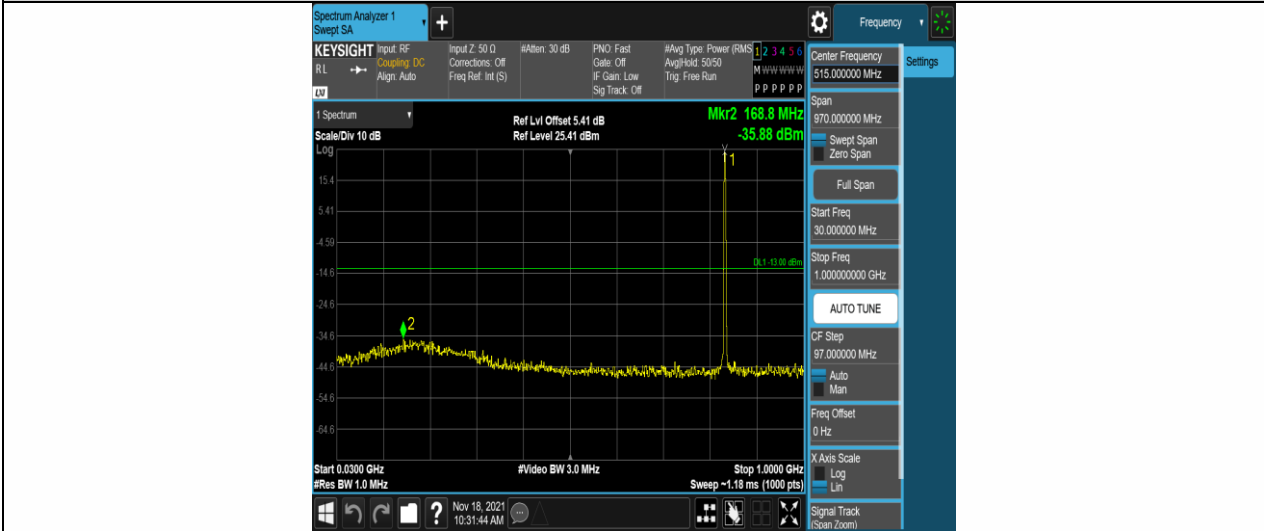 Spectrum Analyzer 1
Swept SA
+
Frequency
KEYSIGHT
RL
LXI
Input: RF
Coupling: DC
Align: Auto
Input Z: 50 Ω
Corrections: Off
Freq Ref: Int (S)
#Atten: 30 dB
PNO: Fast
Gate: Off
IF Gain: Low
Sig Track: Off
#Avg Type: Power (RMS
Avg|Hold: 50/50
Trig: Free Run
1 2 3 4 5 6
M W W W W W
P P P P P P
1 Spectrum
Scale/Div 10 dB
Log
Ref Lvl Offset 5.41 dB
Ref Level 25.41 dBm
Mkr2 168.8 MHz
-35.88 dBm
1
15.4
5.41
-4.59
DL1 -13.00 dBm
-14.6
-24.6
2
-34.6
-44.6
-54.6
-64.6
Start 0.0300 GHz
#Video BW 3.0 MHz
Stop 1.0000 GHz
#Res BW 1.0 MHz
Sweep ~1.18 ms (1000 pts)
Center Frequency
515.000000 MHz
Settings
Span
970.000000 MHz
Swept Span
Zero Span
Full Span
Start Freq
30.000000 MHz
Stop Freq
1.000000000 GHz
AUTO TUNE
CF Step
97.000000 MHz
Auto
Man
Freq Offset
0 Hz
X Axis Scale
Log
Lin
Signal Track
(Span Zoom)
?
Nov 18, 2021
10:31:44 AM